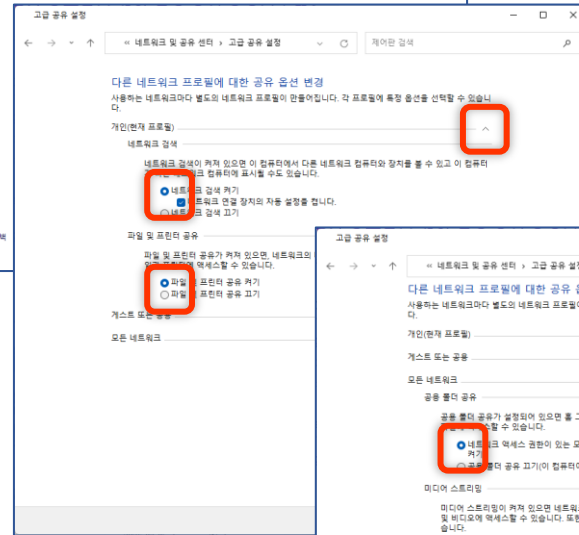 고급 공유 설정
« 네트워크 및 공유 센터 › 고급 공유 설정
제어판 검색
다른 네트워크 프로필에 대한 공유 옵션 변경
사용하는 네트워크마다 별도의 네트워크 프로필이 만들어집니다. 각 프로필에 특정 옵션을 선택할 수 있습니
다.
개인(현재 프로필)
네트워크 검색
네트워크 검색이 켜져 있으면 이 컴퓨터에서 다른 네트워크 컴퓨터와 장치를 볼 수 있고 이 컴퓨터
네트워크 컴퓨터에 표시될 수도 있습니다.
네트워크 검색 켜기
네트워크 연결 장치의 자동 설정을 켭니다.
네트워크 검색 끄기
파일 및 프린터 공유
파일 및 프린터 공유가 켜져 있으면, 네트워크의
액세스할 수 있습니다.
파일 및 프린터 공유 켜기
파일 및 프린터 공유 끄기
게스트 또는 공용
모든 네트워크
고급 공유 설정
« 네트워크 및 공유 센터 › 고급 공유 설정
다른 네트워크 프로필에 대한 공유
사용하는 네트워크마다 별도의 네트워크 프로필이
다.
개인(현재 프로필)
게스트 또는 공용
모든 네트워크
공용 폴더 공유
공용 폴더 공유가 설정되어 있으면 홈
수 있습니다.
네트워크 액세스 권한이 있는
켜기
공용 폴더 공유 끄기(이 컴퓨터에
미디어 스트리밍
미디어 스트리밍이 켜져 있으면
및 비디오에 액세스할 수 있습니다. 또한
습니다.